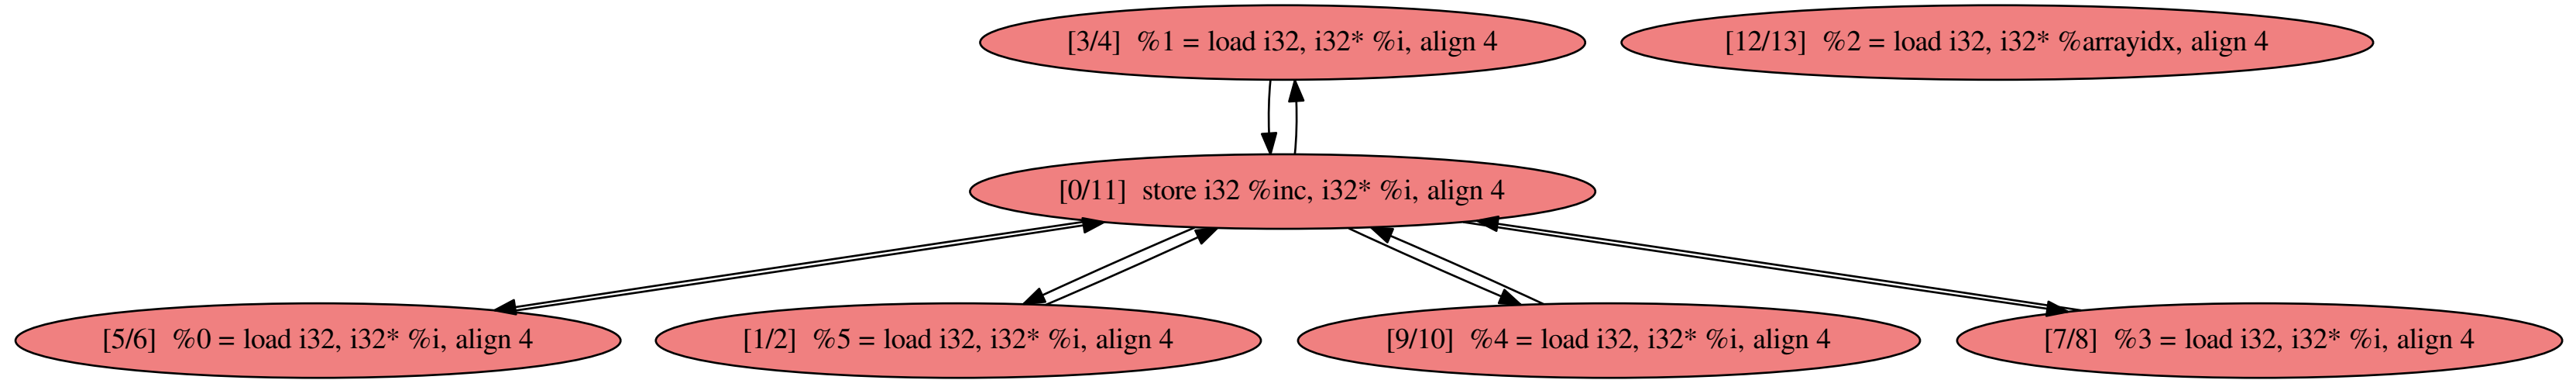 [3/4] %1 = load i32, i32* %i, align 4
[12/13] %2 = load i32, i32* %arrayidx, align 4
[0/11] store i32 %inc, i32* %i, align 4
[5/6] %0 = load i32, i32* %i, align 4
[1/2] %5 = load i32, i32* %i, align 4
[9/10] %4 = load i32, i32* %i, align 4
[7/8] %3 = load i32, i32* %i, align 4